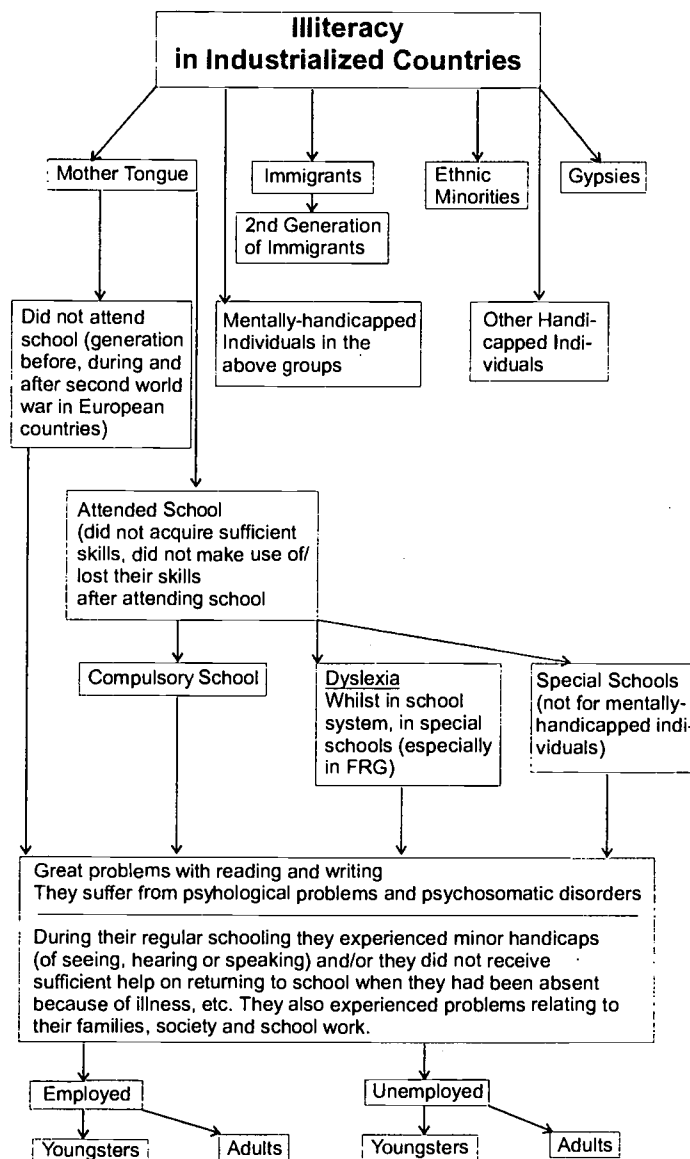 Illiteracy
in Industrialized Countries
Mother Tongue
Immigrants
Ethnic
Minorities
Gypsies
2nd Generation
of Immigrants
Did not attend
school (generation
before, during and
after second world
war in European
countries)
Mentally-handicapped
Individuals in the
above groups
Other Handi-
capped Indi-
viduals
Attended School
(did not acquire sufficient
skills, did not make use of/
lost their skills
after attending school
Compulsory School
Dyslexia
Whilst in school
system, in special
schools (especially
in FRG)
Special Schools
(not for mentally-
handicapped indi-
viduals)
Great problems with reading and writing
They suffer from psyhological problems and psychosomatic disorders
During their regular schooling they experienced minor handicaps
(of seeing, hearing or speaking) and/or they did not receive
sufficient help on returning to school when they had been absent
because of illness, etc. They also experienced problems relating to
their families, society and school work.
Employed
Unemployed
Youngsters
Adults
Youngsters
Adults